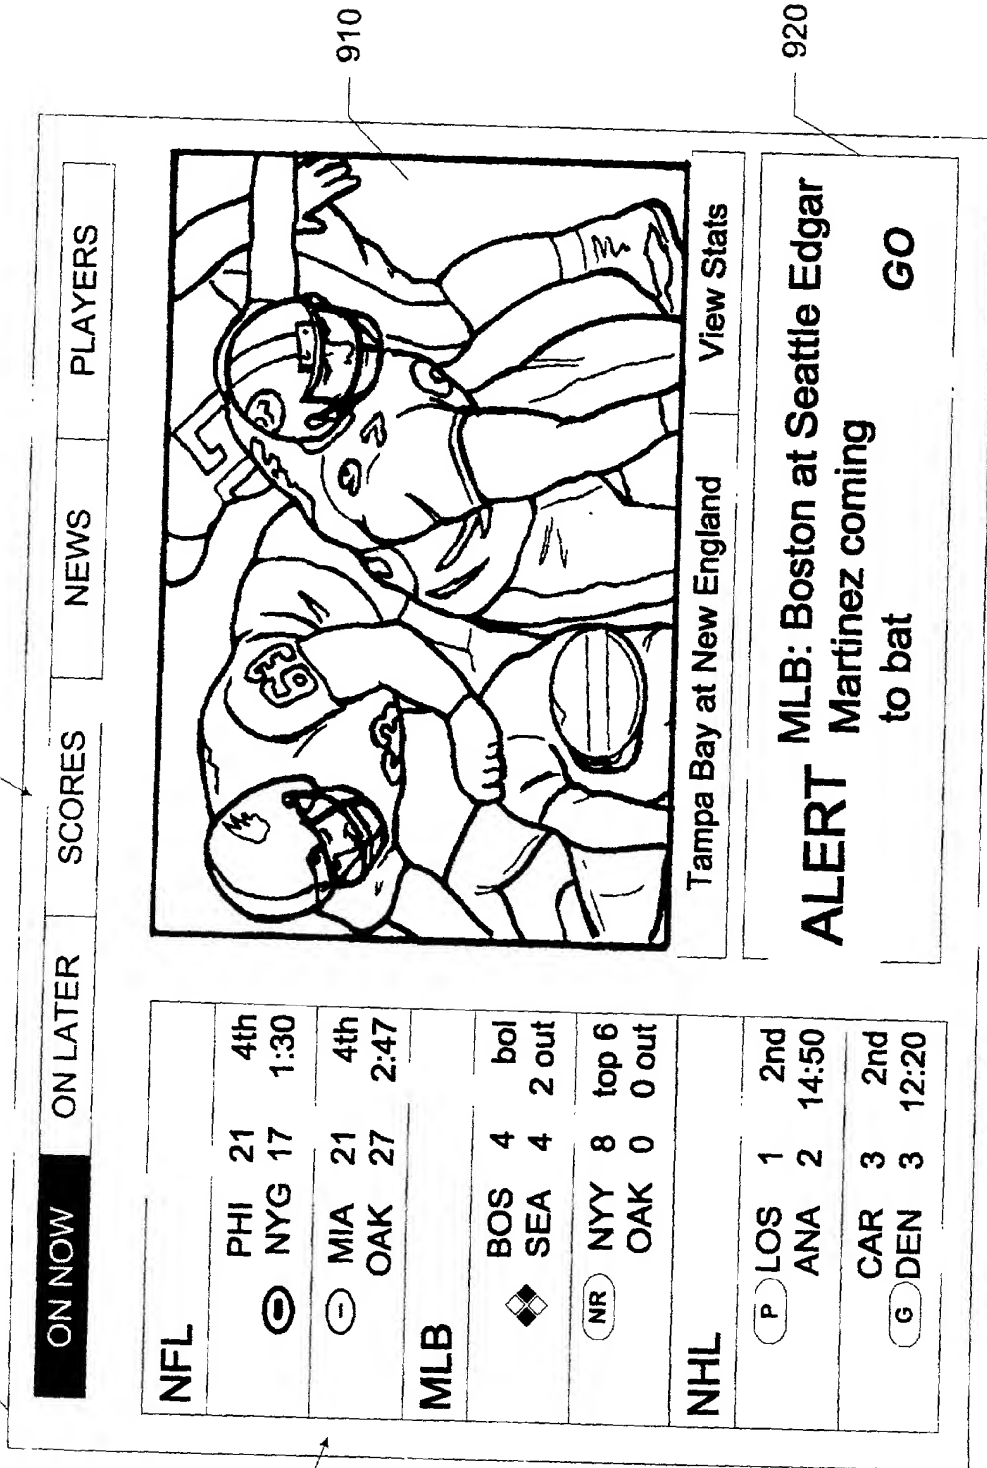 ON NOW ON LATER SCORES NEWS PLAYERS
NFL
PHI 21 4th
NYG 17 1:30
MIA 21 4th
OAK 27 2:47
MLB
BOS 4 bol
SEA 4 2 out
NR NYY 8 top 6
OAK 0 0 out
NHL
P LOS 1 2nd
ANA 2 14:50
CAR 3 2nd
G DEN 3 12:20
910
Tampa Bay at New England View Stats
920
ALERT MLB: Boston at Seattle Edgar
Martinez coming
to bat GO